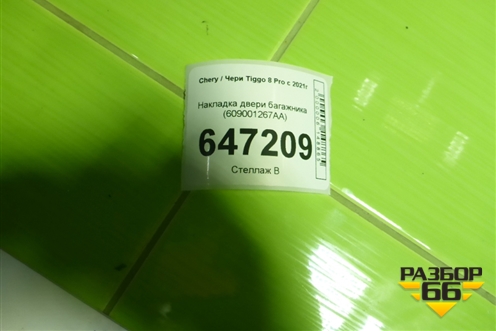 Chery / Чери Tiggo 8 Pro с 2021г
Накладка двери багажника
(609001267AA)
647209
Стеллаж В
РАЗБОР
66